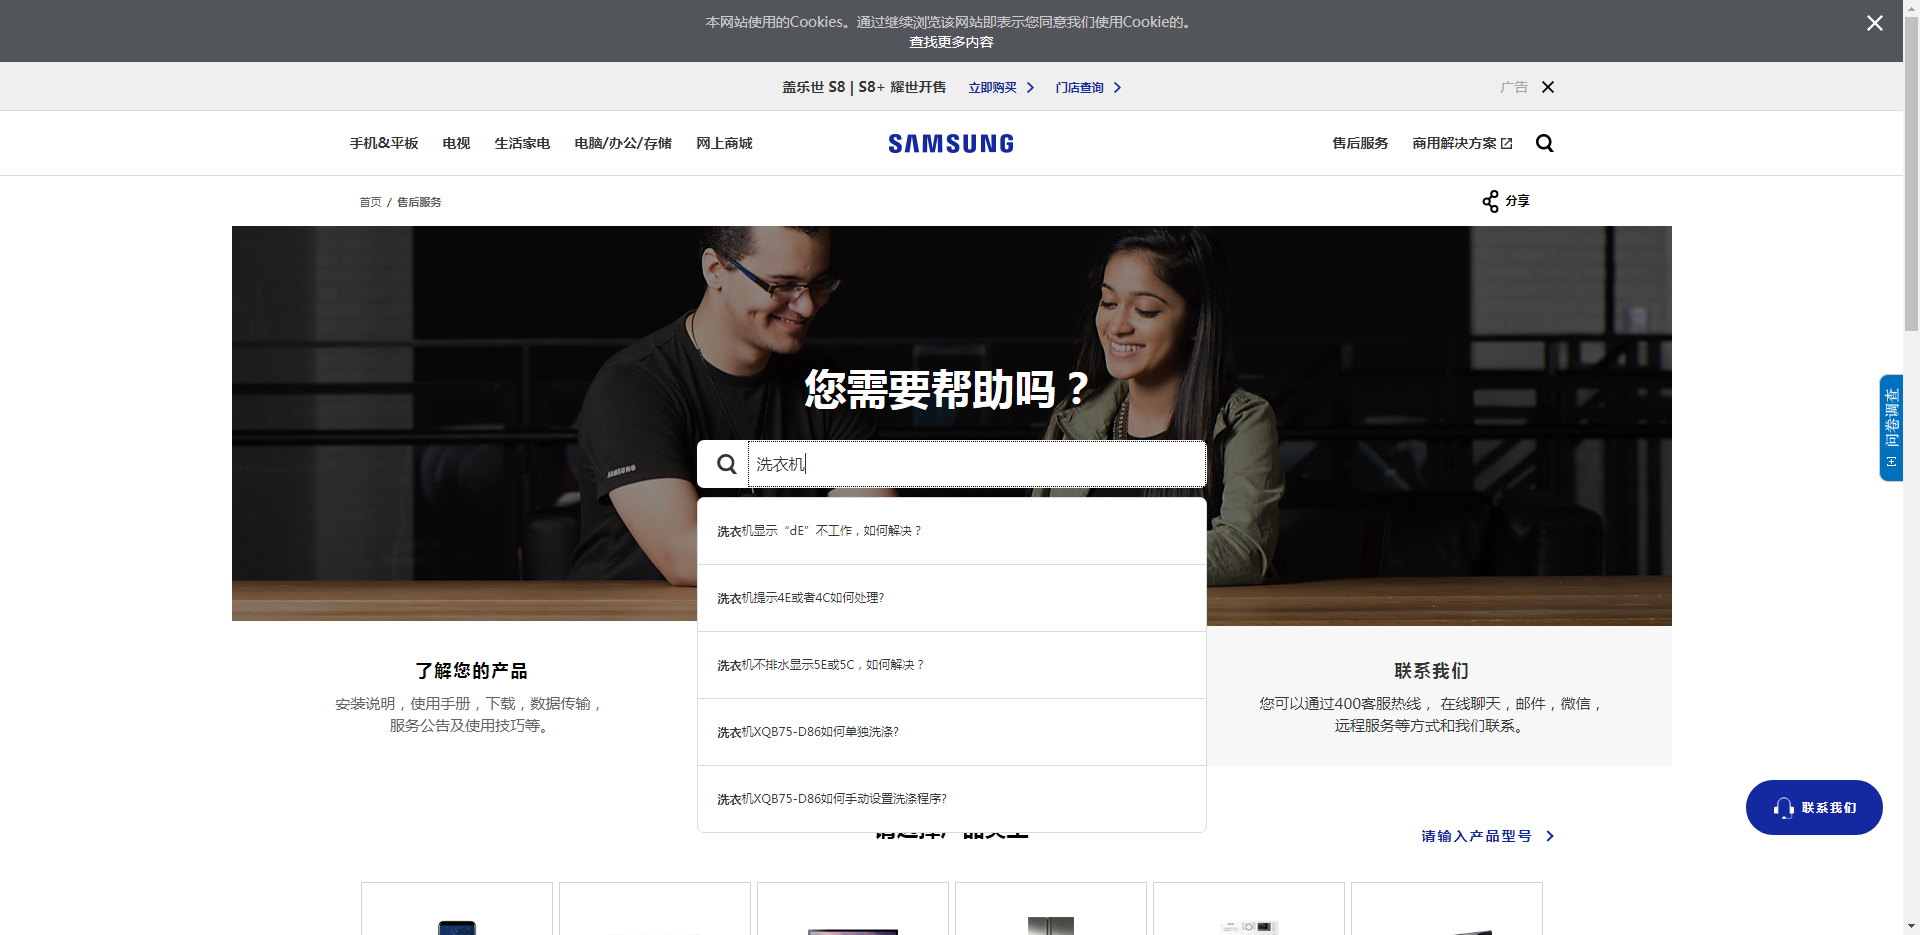 本网站使用的Cookies。通过继续浏览该网站即表示您同意我们使用Cookie的。
查找更多内容
盖乐世 S8 | S8+ 耀世开售 立即购买 门店查询 广告
手机&平板 电视 生活家电 电脑/办公/存储 网上商城 SAMSUNG 售后服务 商用解决方案
首页 / 售后服务 分享
您需要帮助吗？
洗衣机
SAMSUNG
问卷调查 [+]
洗衣机显示“dE”不工作，如何解决？
洗衣机提示4E或者4C如何处理?
洗衣机不排水显示5E或5C，如何解决？
洗衣机XQB75-D86如何单独洗涤?
洗衣机XQB75-D86如何手动设置洗涤程序?
了解您的产品
安装说明，使用手册，下载，数据传输，
服务公告及使用技巧等。
联系我们
您可以通过400客服热线， 在线聊天，邮件，微信，
远程服务等方式和我们联系。
联系我们
请选择产品类型
请输入产品型号